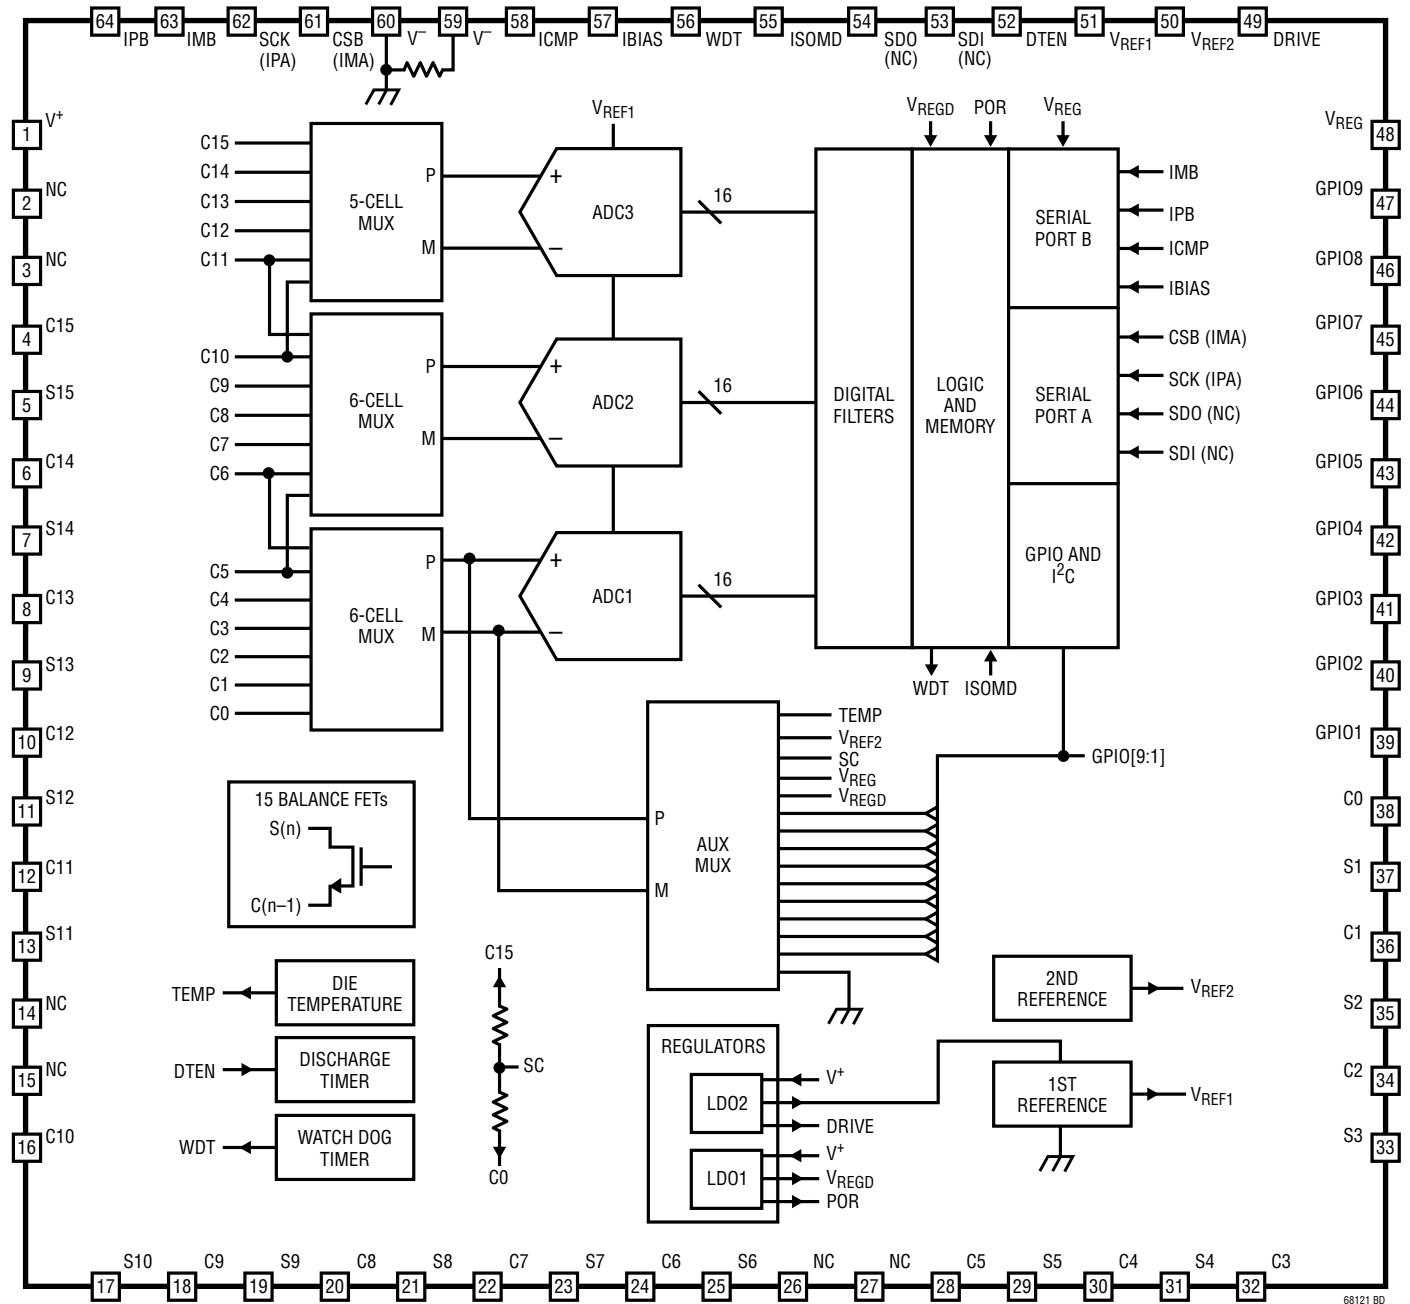 64 63 62 61 60 59 58 57 56 55 54 53 52 51 50 49
IPB IMB SCK CSB V– V– ICMP IBIAS WDT ISOMD SDO SDI DTEN VREF1 VREF2 DRIVE
(IPA) (IMA) (NC) (NC)
1 V+
2 NC
3 NC
4 C15
5 S15
6 C14
7 S14
8 C13
9 S13
10 C12
11 S12
12 C11
13 S11
14 NC
15 NC
16 C10
C15
C14
C13
C12
C11
C10
C9
C8
C7
C6
C5
C4
C3
C2
C1
C0
P
5-CELL
MUX
M
P
6-CELL
MUX
M
P
6-CELL
MUX
M
VREF1
+
ADC3
–
16
+
ADC2
–
16
+
ADC1
–
16
VREGD POR VREG
DIGITAL
FILTERS
LOGIC
AND
MEMORY
SERIAL
PORT B
SERIAL
PORT A
GPIO AND
I2C
IMB
IPB
ICMP
IBIAS
CSB (IMA)
SCK (IPA)
SDO (NC)
SDI (NC)
WDT ISOMD
GPIO[9:1]
TEMP
VREF2
SC
VREG
VREGD
P
AUX
MUX
M
15 BALANCE FETs
S(n)
C(n–1)
TEMP
DIE
TEMPERATURE
DTEN
DISCHARGE
TIMER
WDT
WATCH DOG
TIMER
C15
SC
C0
REGULATORS
LDO2
V+
DRIVE
LDO1
V+
VREGD
POR
2ND
REFERENCE
VREF2
1ST
REFERENCE
VREF1
VREG 48
GPIO9 47
GPIO8 46
GPIO7 45
GPIO6 44
GPIO5 43
GPIO4 42
GPIO3 41
GPIO2 40
GPIO1 39
C0 38
S1 37
C1 36
S2 35
C2 34
S3 33
S10 C9 S9 C8 S8 C7 S7 C6 S6 NC NC C5 S5 C4 S4 C3
17 18 19 20 21 22 23 24 25 26 27 28 29 30 31 32
68121 BD